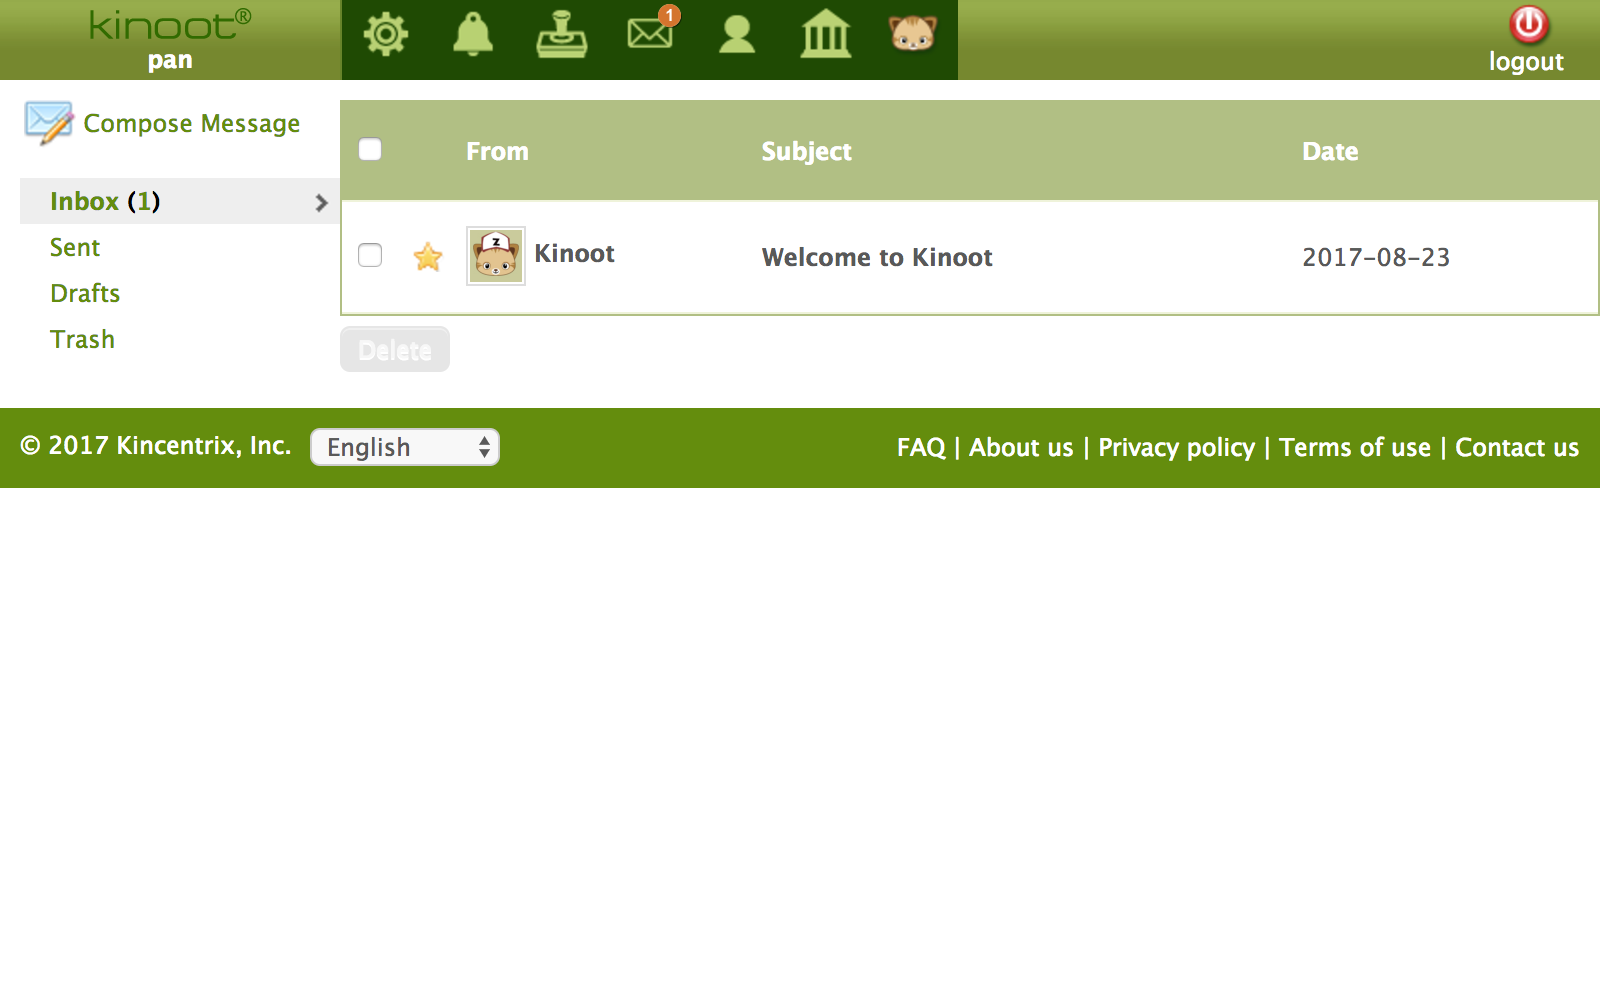 kinoot®
pan
1
logout
Compose Message
Inbox (1)
Sent
Drafts
Trash
From Subject Date
z
Kinoot Welcome to Kinoot 2017-08-23
Delete
© 2017 Kincentrix, Inc. English FAQ | About us | Privacy policy | Terms of use | Contact us